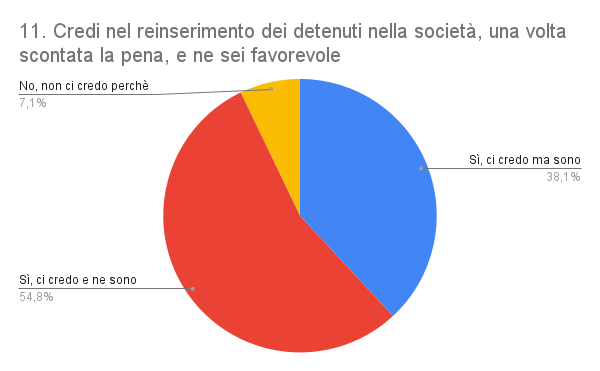 11. Credi nel reinserimento dei detenuti nella società, una volta
scontata la pena, e ne sei favorevole
No, non ci credo perchè
7,1%
Sì, ci credo ma sono
38,1%
Sì, ci credo e ne sono
54,8%